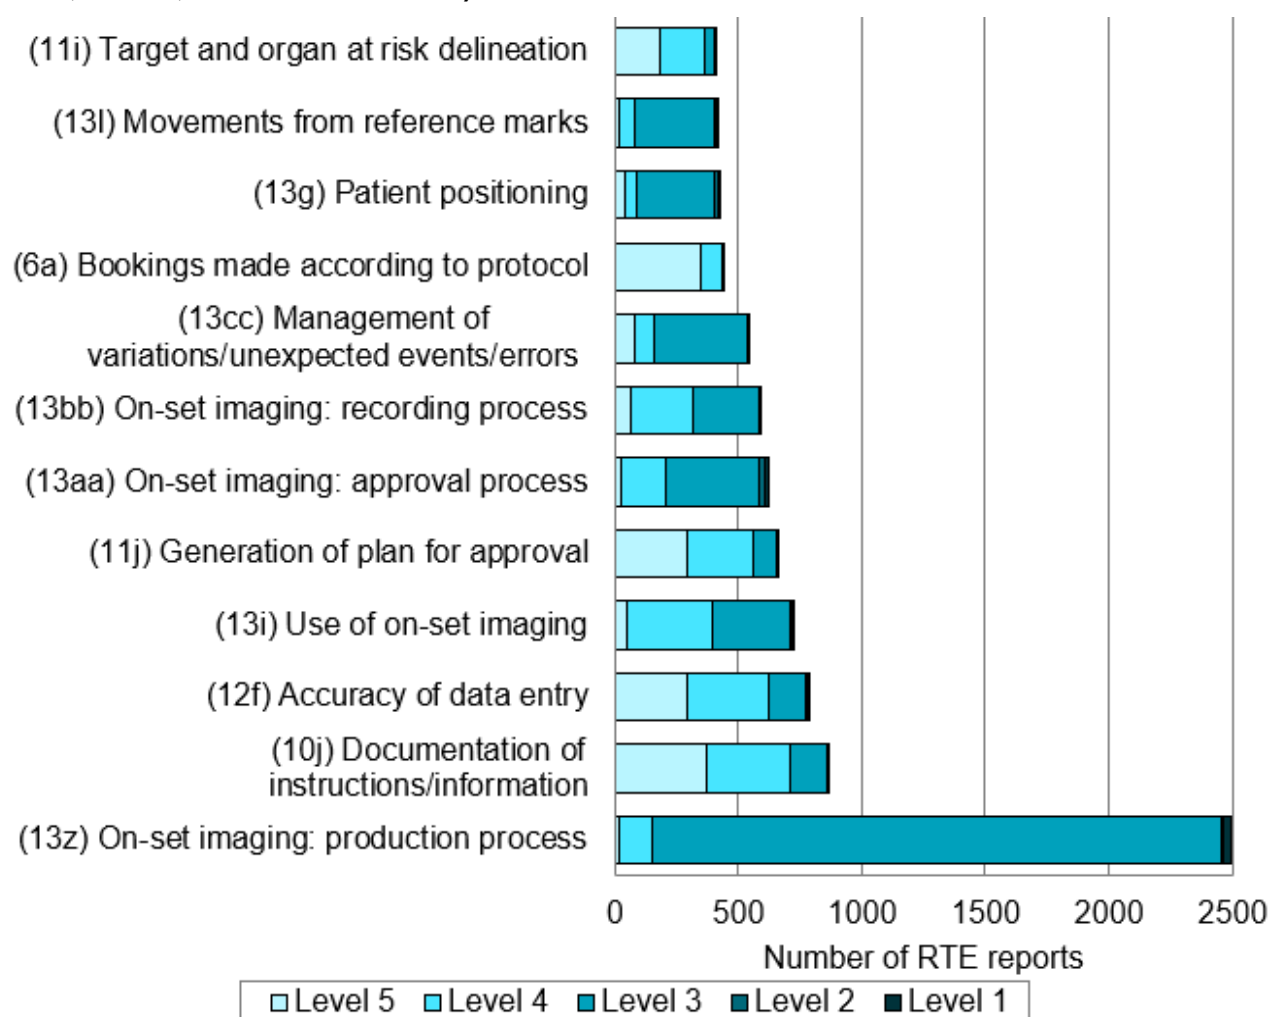 (11i) Target and organ at risk delineation
(13l) Movements from reference marks
(13g) Patient positioning
(6a) Bookings made according to protocol
(13cc) Management of
variations/unexpected events/errors
(13bb) On-set imaging: recording process
(13aa) On-set imaging: approval process
(11j) Generation of plan for approval
(13i) Use of on-set imaging
(12f) Accuracy of data entry
(10j) Documentation of
instructions/information
(13z) On-set imaging: production process
0 500 1000 1500 2000 2500
Number of RTE reports
Level 5 Level 4 Level 3 Level 2 Level 1